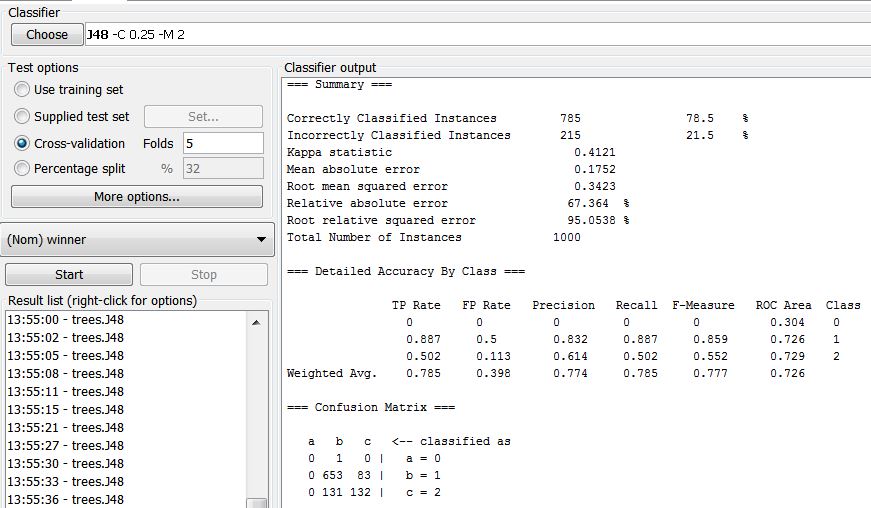 Classifier
Choose J48 -C 0.25 -M 2
Test options
Use training set
Supplied test set Set...
Cross-validation Folds 5
Percentage split % 32
More options...
(Nom) winner
Start Stop
Result list (right-click for options)
13:55:00 - trees.J48
13:55:02 - trees.J48
13:55:05 - trees.J48
13:55:08 - trees.J48
13:55:11 - trees.J48
13:55:15 - trees.J48
13:55:21 - trees.J48
13:55:27 - trees.J48
13:55:30 - trees.J48
13:55:33 - trees.J48
13:55:36 - trees.J48
Classifier output
=== Summary ===
Correctly Classified Instances 785 78.5 %
Incorrectly Classified Instances 215 21.5 %
Kappa statistic 0.4121
Mean absolute error 0.1752
Root mean squared error 0.3423
Relative absolute error 67.364 %
Root relative squared error 95.0538 %
Total Number of Instances 1000
=== Detailed Accuracy By Class ===
TP Rate FP Rate Precision Recall F-Measure ROC Area Class
0 0 0 0 0 0.304 0
0.887 0.5 0.832 0.887 0.859 0.726 1
0.502 0.113 0.614 0.502 0.552 0.729 2
Weighted Avg. 0.785 0.398 0.774 0.785 0.777 0.726
=== Confusion Matrix ===
a b c <-- classified as
0 1 0 | a = 0
0 653 83 | b = 1
0 131 132 | c = 2